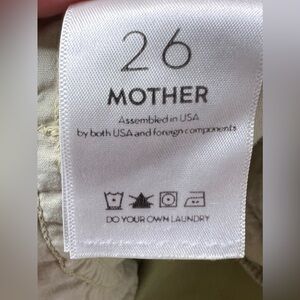 26
MOTHER
Assembled in USA
by both USA and foreign components
DO YOUR OWN LAUNDRY